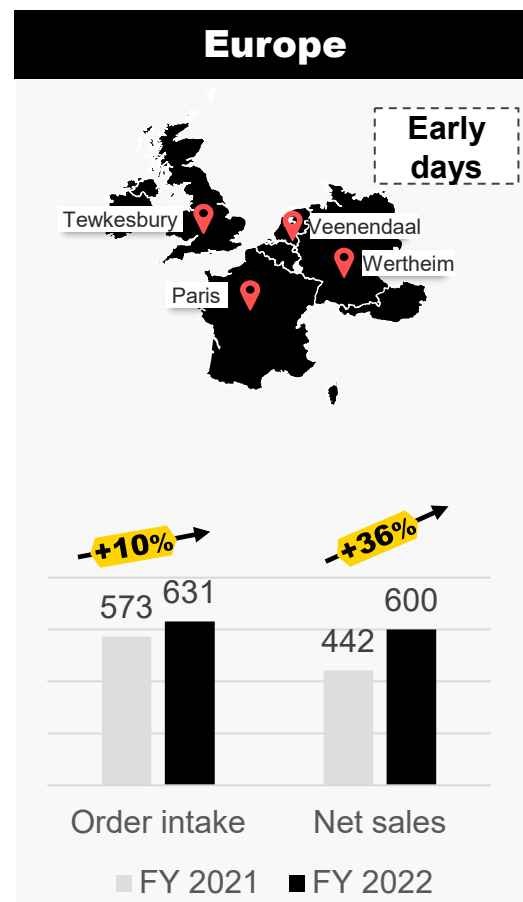 Europe
Early
days
Tewkesbury
Veenendaal
Wertheim
Paris
+10%
+36%
573
631
442
600
Order intake
Net sales
FY 2021
FY 2022